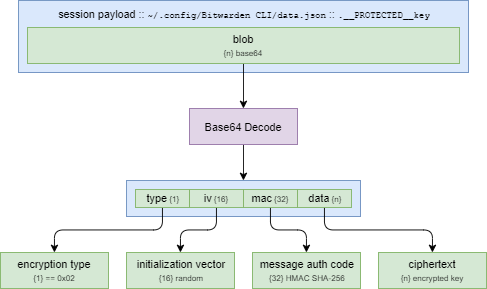 session payload :: ~/.config/Bitwarden CLI/data.json :: .__PROTECTED__key
blob
{n} base64
Base64 Decode
type {1} iv {16} mac {32} data {n}
encryption type initialization vector message auth code ciphertext
{1} == 0x02 {16} random {32} HMAC SHA-256 {n} encrypted key